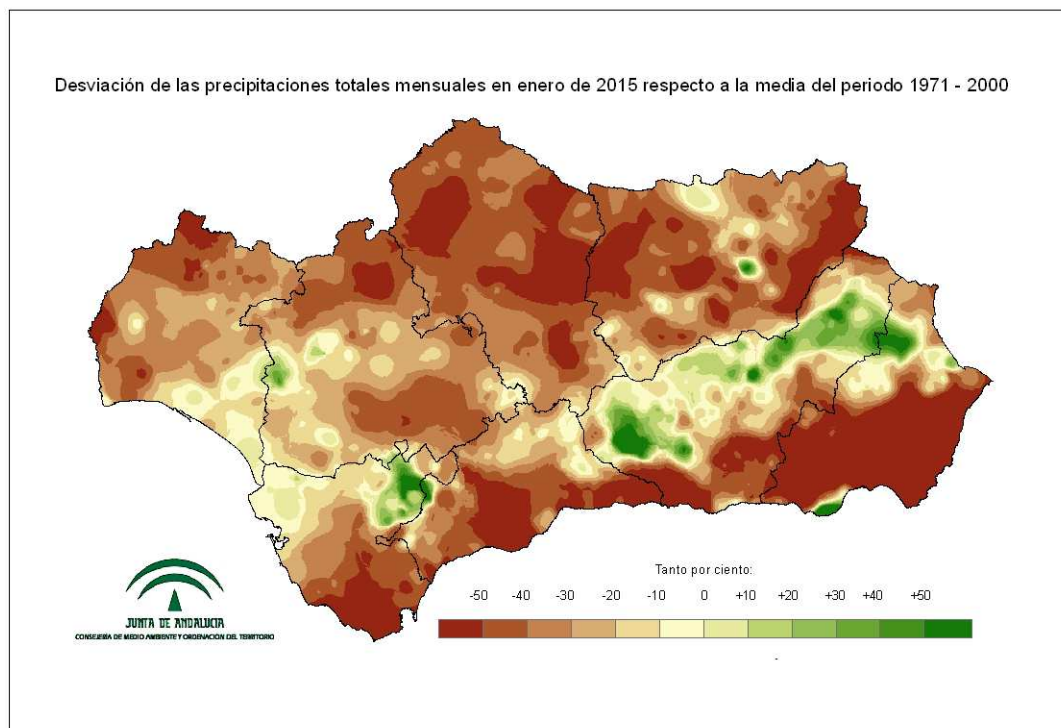 Desviación de las precipitaciones totales mensuales en enero de 2015 respecto a la media del periodo 1971 - 2000
Tanto por ciento:
-50 -40 -30 -20 -10 0 +10 +20 +30 +40 +50
JUNTA DE ANDALUCIA
CONSEJERÍA DE MEDIO AMBIENTE Y ORDENACIÓN DEL TERRITORIO